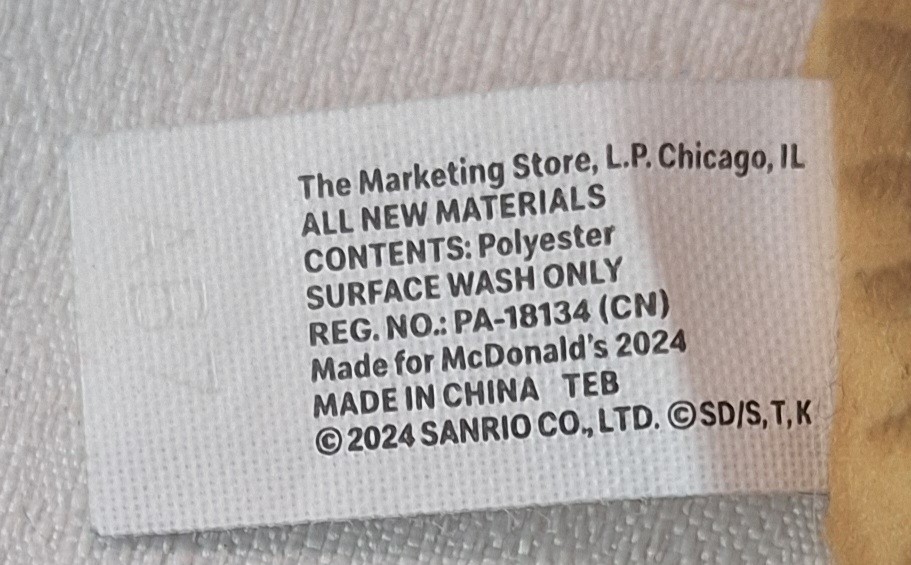 The Marketing Store, L.P. Chicago, IL
ALL NEW MATERIALS
CONTENTS: Polyester
SURFACE WASH ONLY
REG. NO.: PA-18134 (CN)
Made for McDonald's 2024
MADE IN CHINA TEB
© 2024 SANRIO CO., LTD. © SD/S, T, K